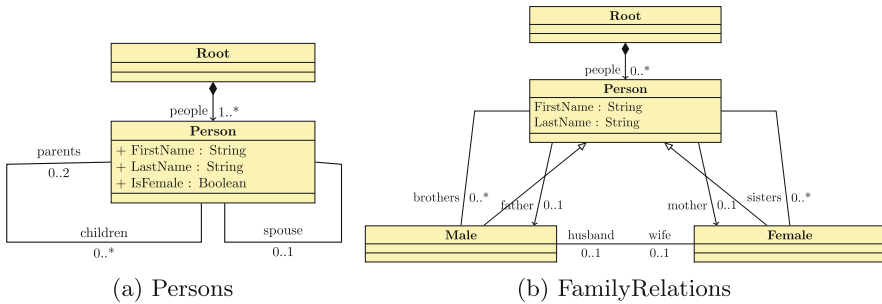 Root
people
1..*
Person
+ FirstName : String
+ LastName : String
+ IsFemale : Boolean
parents
0..2
children
0..*
spouse
0..1
(a) Persons
Root
people
0..*
Person
FirstName : String
LastName : String
brothers
0..*
father
0..1
mother
0..1
sisters
0..*
Male
husband
0..1
wife
0..1
Female
(b) FamilyRelations